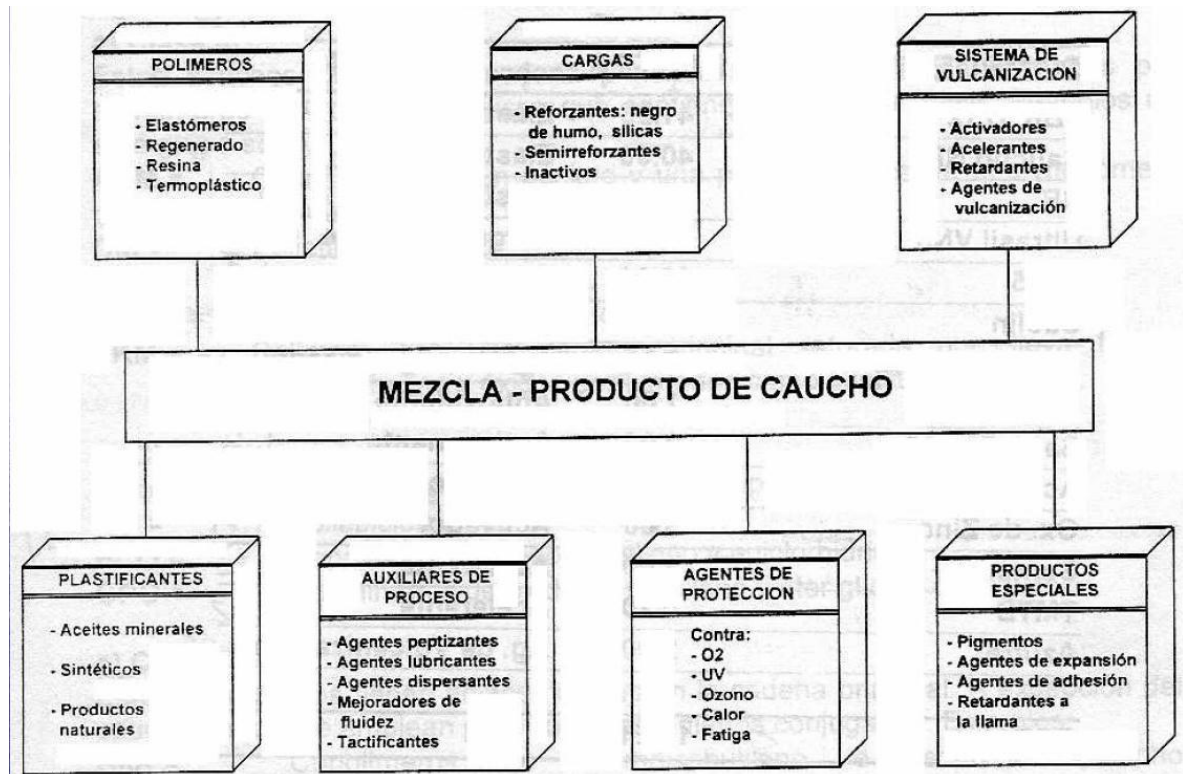 POLIMEROS
- Elastómeros
- Regenerado
- Resina
- Termoplástico
CARGAS
- Reforzantes: negro
de humo, sílicas
- Semirreforzantes
- Inactivos
SISTEMA DE
VULCANIZACION
- Activadores
- Acelerantes
- Retardantes
- Agentes de
vulcanización
MEZCLA - PRODUCTO DE CAUCHO
PLASTIFICANTES
- Aceites minerales
- Sintéticos
- Productos
naturales
AUXILIARES DE
PROCESO
- Agentes peptizantes
- Agentes lubricantes
- Agentes dispersantes
- Mejoradores de
fluidez
- Tactificantes
AGENTES DE
PROTECCION
Contra:
- O2
- UV
- Ozono
- Calor
- Fatiga
PRODUCTOS
ESPECIALES
- Pigmentos
- Agentes de expansión
- Agentes de adhesión
- Retardantes a
la llama